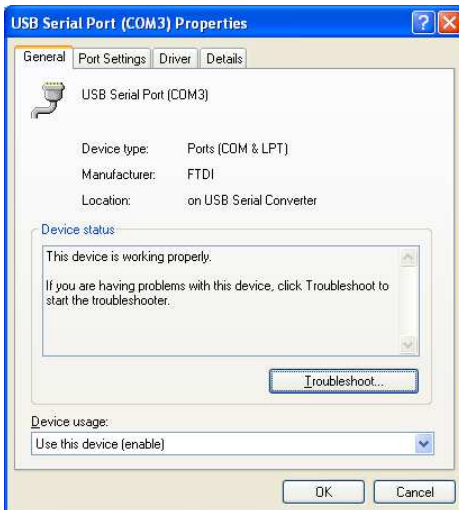 USB Serial Port (COM3) Properties
General Port Settings Driver Details
USB Serial Port (COM3)
Device type: Ports (COM & LPT)
Manufacturer: FTDI
Location: on USB Serial Converter
Device status
This device is working properly.
If you are having problems with this device, click Troubleshoot to
start the troubleshooter.
Troubleshoot...
Device usage:
Use this device (enable)
OK Cancel